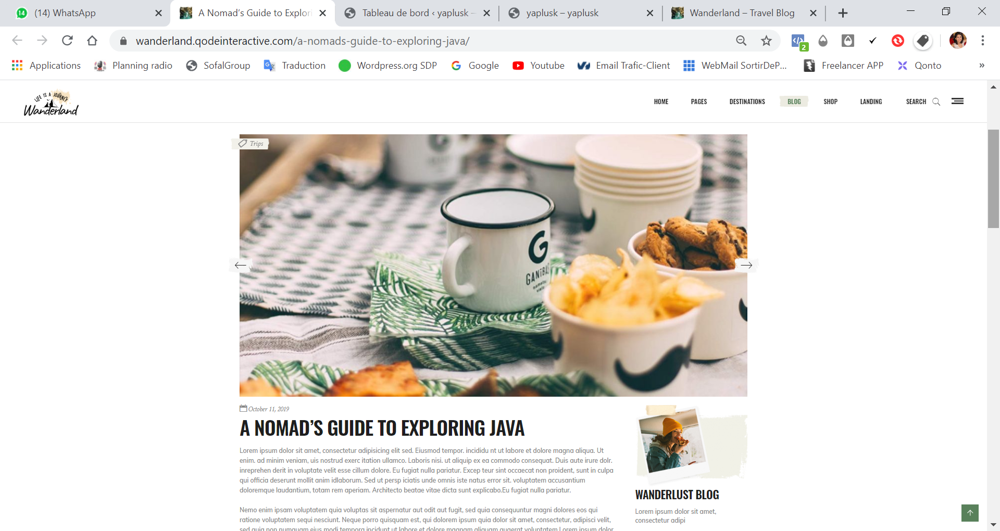 14 (14) WhatsApp
A Nomad’s Guide to Explori
Tableau de bord ‹ yaplusk –
yaplusk – yaplusk
Wanderland – Travel Blog
wanderland.qodeinteractive.com/a-nomads-guide-to-exploring-java/
2
Applications
Planning radio
SofalGroup
Traduction
Wordpress.org SDP
Google
Youtube
Email Trafic-Client
WebMail SortirDeP...
Freelancer APP
Qonto
»
LIFE IS A JOURNEY
Wanderland
HOME
PAGES
DESTINATIONS
BLOG
SHOP
LANDING
SEARCH
Trips
G
GANĪBAS
nometņu
vieta
October 11, 2019
A NOMAD’S GUIDE TO EXPLORING JAVA
Lorem ipsum dolor sit amet, consectetur adipisicing elit sed. Eiusmod tempor. incididu nt ut labore et dolore magna aliqua. Ut
enim. ad minim veniam, uis nostrud exerc itation ullamco. Laboris nisi. ut aliquip ex ea commodo consequat. Duis aute irure dolr.
inreprehen derit in voluptate velit esse cillum dolore. Eu fugiat nulla pariatur. Excep teur sint occaecat non proident, sunt in culpa
qui officia deserunt mollit anim idlaborum. Sed ut persp iciatis unde omnis iste natus error sit. voluptatem accusantium
doloremque laudantium, totam rem aperiam. Architecto beatae vitae dicta sunt explicabo.Eu fugiat nulla pariatur.
Nemo enim ipsam voluptatem quia voluptas sit aspernatur aut odit aut fugit, sed quia consequuntur magni dolores eos qui
ratione voluptatem sequi nesciunt. Neque porro quisquam est, qui dolorem ipsum quia dolor sit amet, consectetur, adipisci velit,
sed quia non numquam eius modi tempora incidunt ut labore et dolore magnam aliquam quaerat voluptatem.Lorem ipsum dolor
WANDERLUST BLOG
Lorem ipsum dolor sit amet,
consectetur adipi